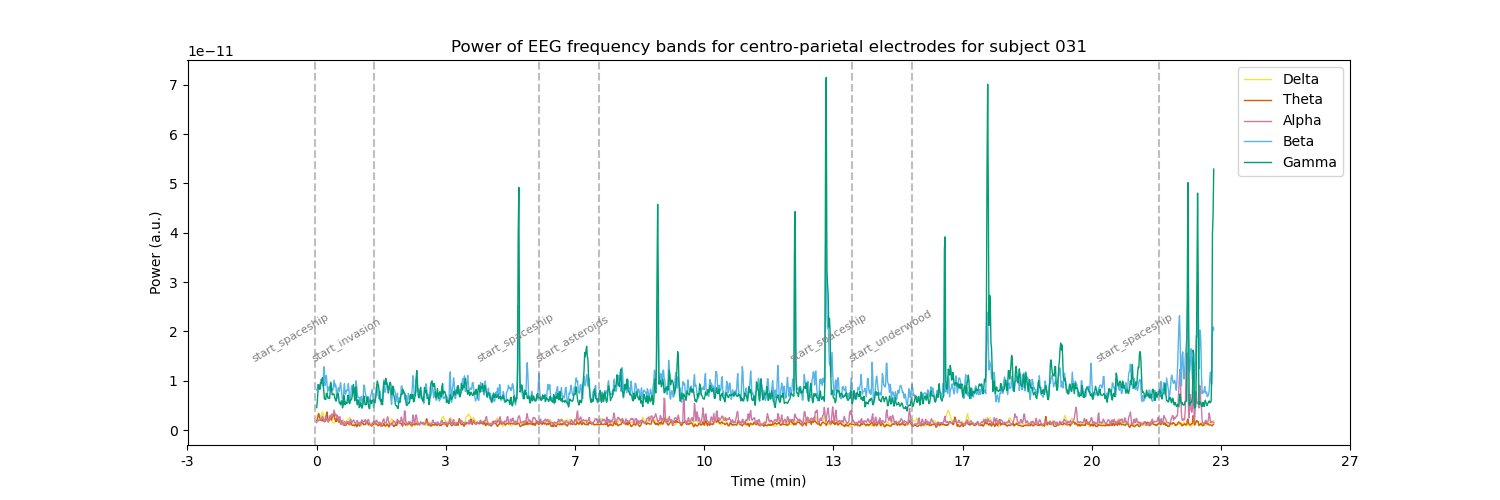 Power of EEG frequency bands for centro-parietal electrodes for subject 031
1e−11
Delta
Theta
Alpha
Beta
Gamma
7
6
5
4
3
2
1
0
Power (a.u.)
start_spaceship
start_invasion
start_spaceship
start_asteroids
start_spaceship
start_underwood
start_spaceship
-3 0 3 7 10 13 17 20 23 27
Time (min)